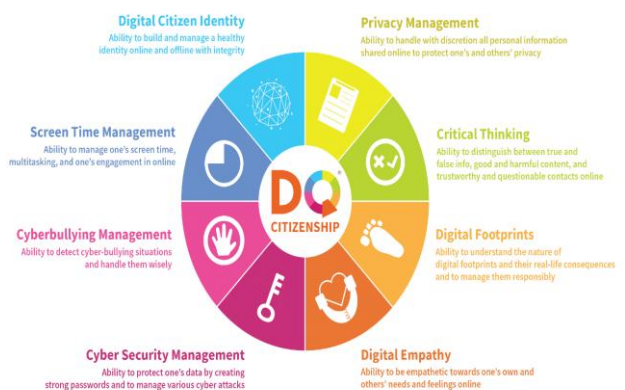 Digital Citizen Identity
Ability to build and manage a healthy
identity online and offline with integrity
Privacy Management
Ability to handle with discretion all personal information
shared online to protect one's and others' privacy
Screen Time Management
Ability to manage one's screen time,
multitasking, and one's engagement in online
Critical Thinking
Ability to distinguish between true and
false info, good and harmful content, and
trustworthy and questionable contacts online
DQ®
CITIZENSHIP
Cyberbullying Management
Ability to detect cyber-bullying situations
and handle them wisely
Digital Footprints
Ability to understand the nature of
digital footprints and their real-life consequences
and to manage them responsibly
Cyber Security Management
Ability to protect one's data by creating
strong passwords and to manage various cyber attacks
Digital Empathy
Ability to be empathetic towards one's own and
others' needs and feelings online